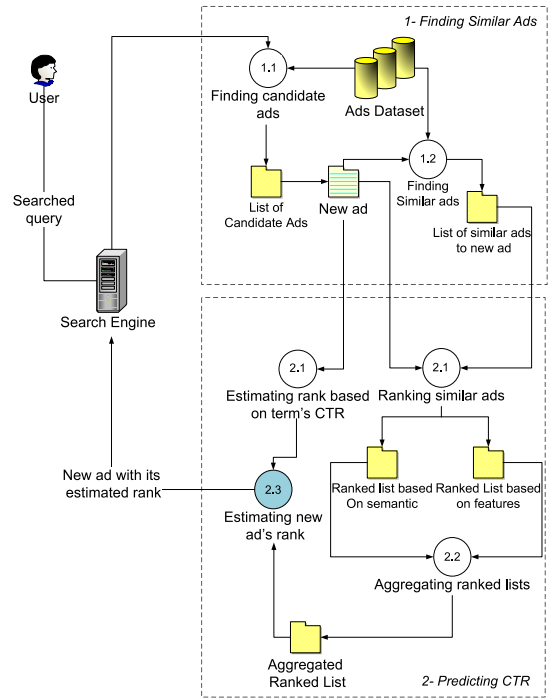 1- Finding Similar Ads
User
1.1
Finding candidate
ads
Ads Dataset
1.2
Finding
Similar ads
List of
Candidate Ads
New ad
List of similar ads
to new ad
Searched
query
Search Engine
2.1
Estimating rank based
on term's CTR
2.1
Ranking similar ads
Ranked list based
On semantic
Ranked List based
on features
New ad with its
estimated rank
2.3
Estimating new
ad's rank
2.2
Aggregating ranked lists
Aggregated
Ranked List
2- Predicting CTR